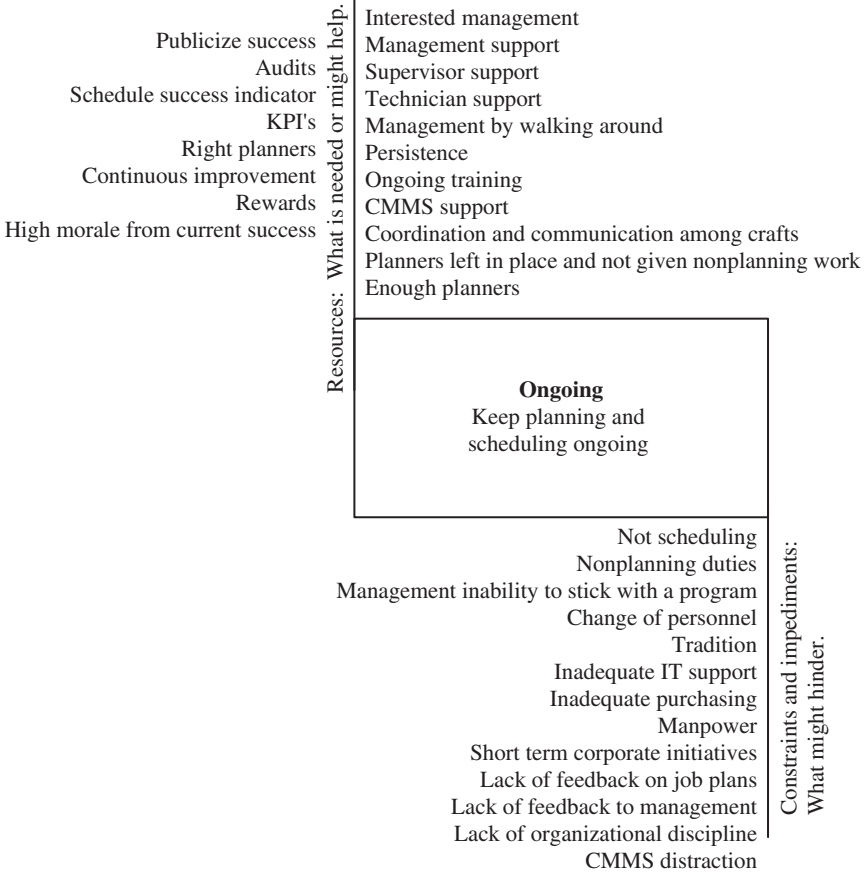 Publicize success
Audits
Schedule success indicator
KPI's
Right planners
Continuous improvement
Rewards
High morale from current success
Resources: What is needed or might help.
Interested management
Management support
Supervisor support
Technician support
Management by walking around
Persistence
Ongoing training
CMMS support
Coordination and communication among crafts
Planners left in place and not given nonplanning work
Enough planners
Ongoing
Keep planning and
scheduling ongoing
Not scheduling
Nonplanning duties
Management inability to stick with a program
Change of personnel
Tradition
Inadequate IT support
Inadequate purchasing
Manpower
Short term corporate initiatives
Lack of feedback on job plans
Lack of feedback to management
Lack of organizational discipline
CMMS distraction
Constraints and impediments:
What might hinder.